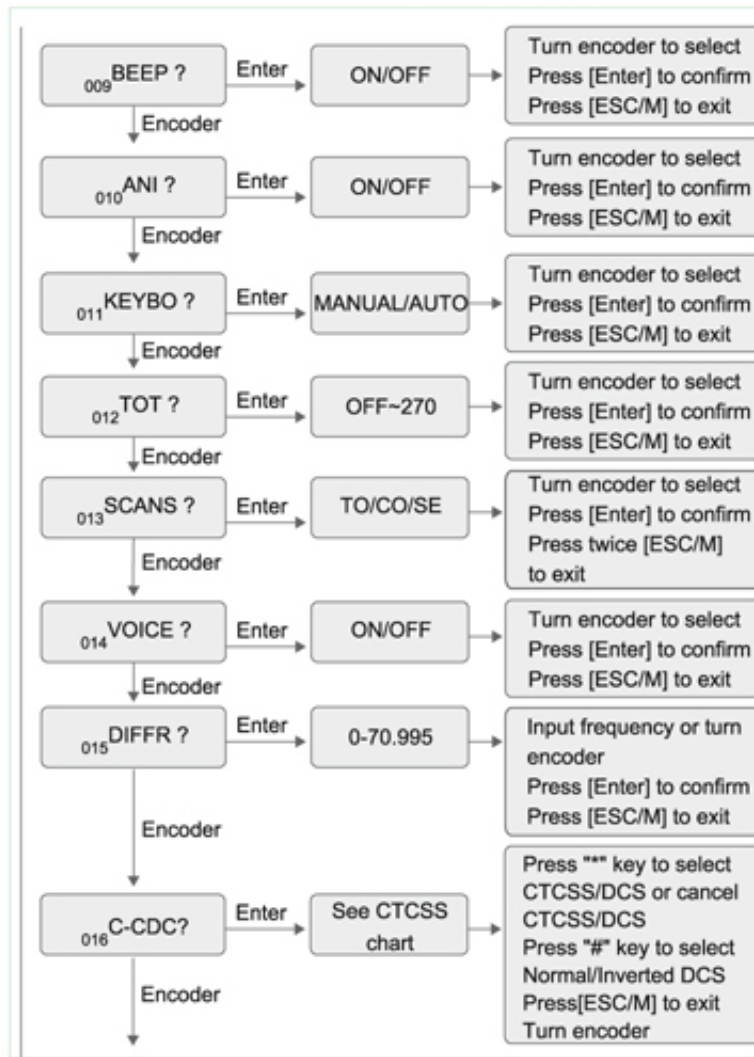 009BEEP ?
Enter
ON/OFF
Turn encoder to select
Press [Enter] to confirm
Press [ESC/M] to exit
Encoder
010ANI ?
Enter
ON/OFF
Turn encoder to select
Press [Enter] to confirm
Press [ESC/M] to exit
Encoder
011KEYBO ?
Enter
MANUAL/AUTO
Turn encoder to select
Press [Enter] to confirm
Press [ESC/M] to exit
Encoder
012TOT ?
Enter
OFF~270
Turn encoder to select
Press [Enter] to confirm
Press [ESC/M] to exit
Encoder
013SCANS ?
Enter
TO/CO/SE
Turn encoder to select
Press [Enter] to confirm
Press twice [ESC/M]
to exit
Encoder
014VOICE ?
Enter
ON/OFF
Turn encoder to select
Press [Enter] to confirm
Press [ESC/M] to exit
Encoder
015DIFFR ?
Enter
0-70.995
Input frequency or turn
encoder
Press [Enter] to confirm
Press [ESC/M] to exit
Encoder
016C-CDC?
Enter
See CTCSS
chart
Press "*" key to select
CTCSS/DCS or cancel
CTCSS/DCS
Press "#" key to select
Normal/Inverted DCS
Press[ESC/M] to exit
Turn encoder
Encoder